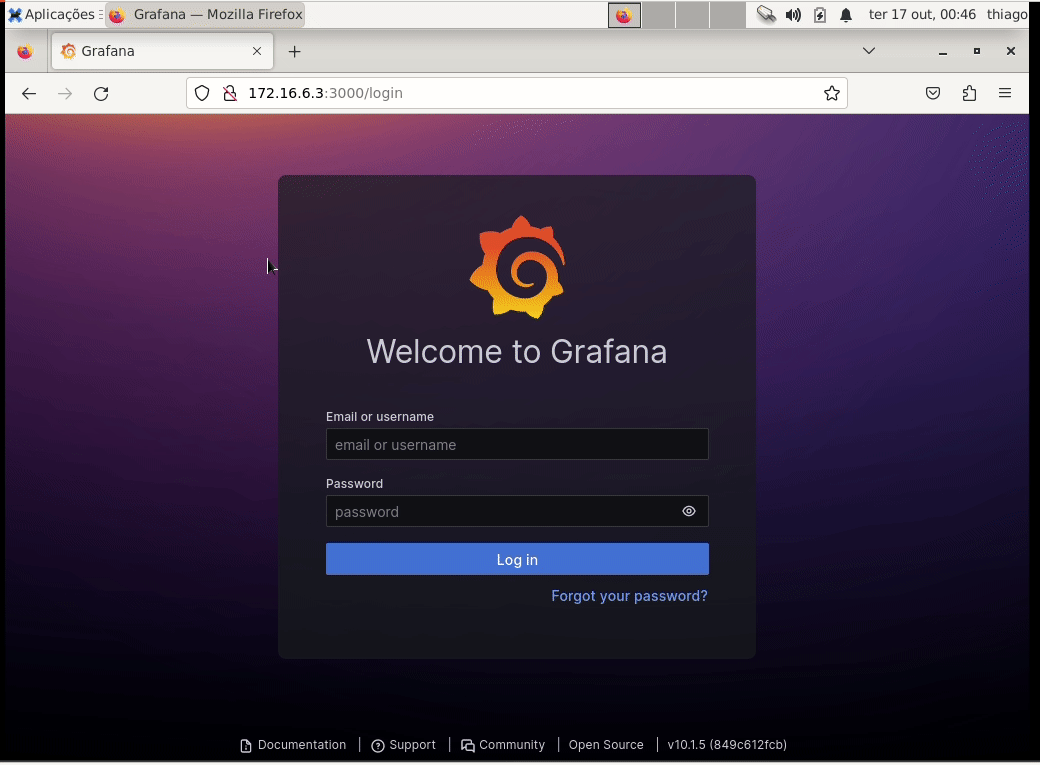 Aplicações Grafana — Mozilla Firefox ter 17 out, 00:46 thiago
Grafana
172.16.6.3:3000/login
Welcome to Grafana
Email or username
email or username
Password
password
Log in
Forgot your password?
Documentation | Support | Community | Open Source | v10.1.5 (849c612fcb)